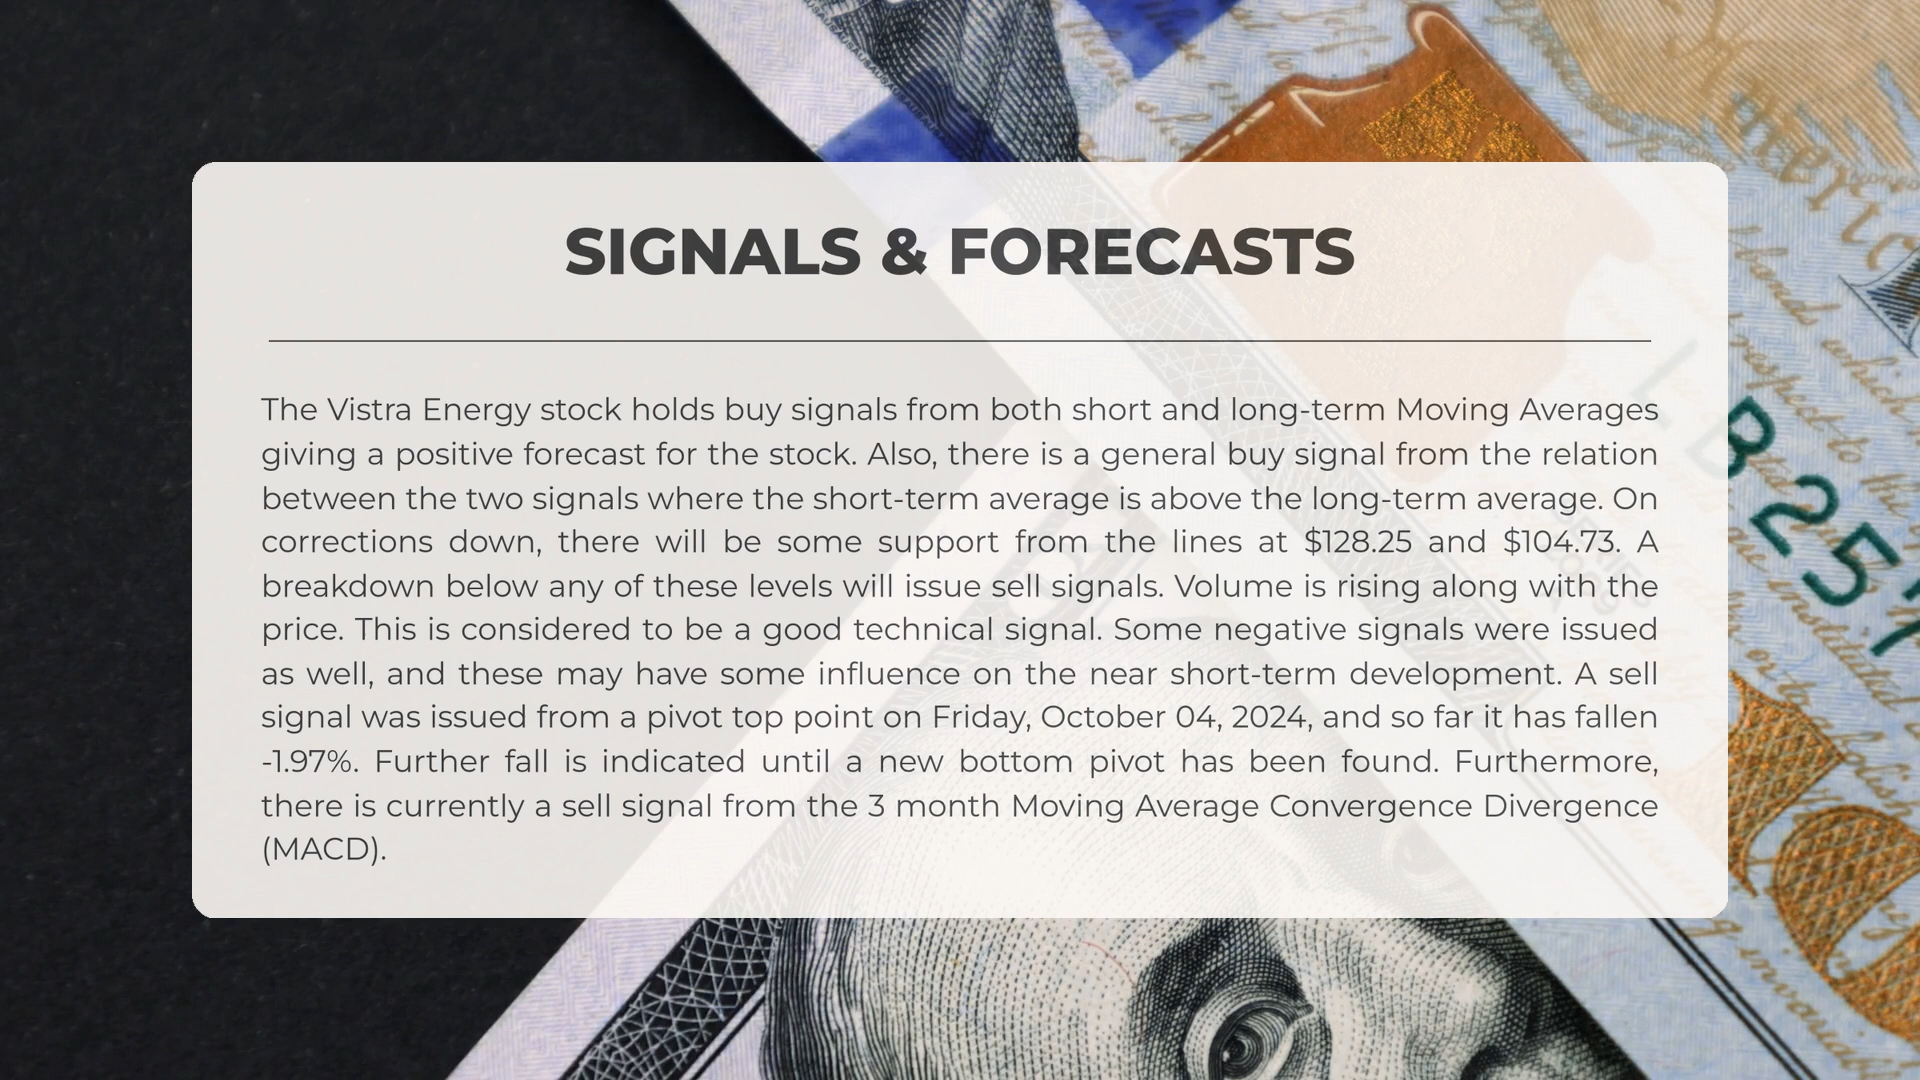 SIGNALS & FORECASTS
The Vistra Energy stock holds buy signals from both short and long-term Moving Averages
giving a positive forecast for the stock. Also, there is a general buy signal from the relation
between the two signals where the short-term average is above the long-term average. On
corrections down, there will be some support from the lines at $128.25 and $104.73. A
breakdown below any of these levels will issue sell signals. Volume is rising along with the
price. This is considered to be a good technical signal. Some negative signals were issued
as well, and these may have some influence on the near short-term development. A sell
signal was issued from a pivot top point on Friday, October 04, 2024, and so far it has fallen
-1.97%. Further fall is indicated until a new bottom pivot has been found. Furthermore,
there is currently a sell signal from the 3 month Moving Average Convergence Divergence
(MACD).